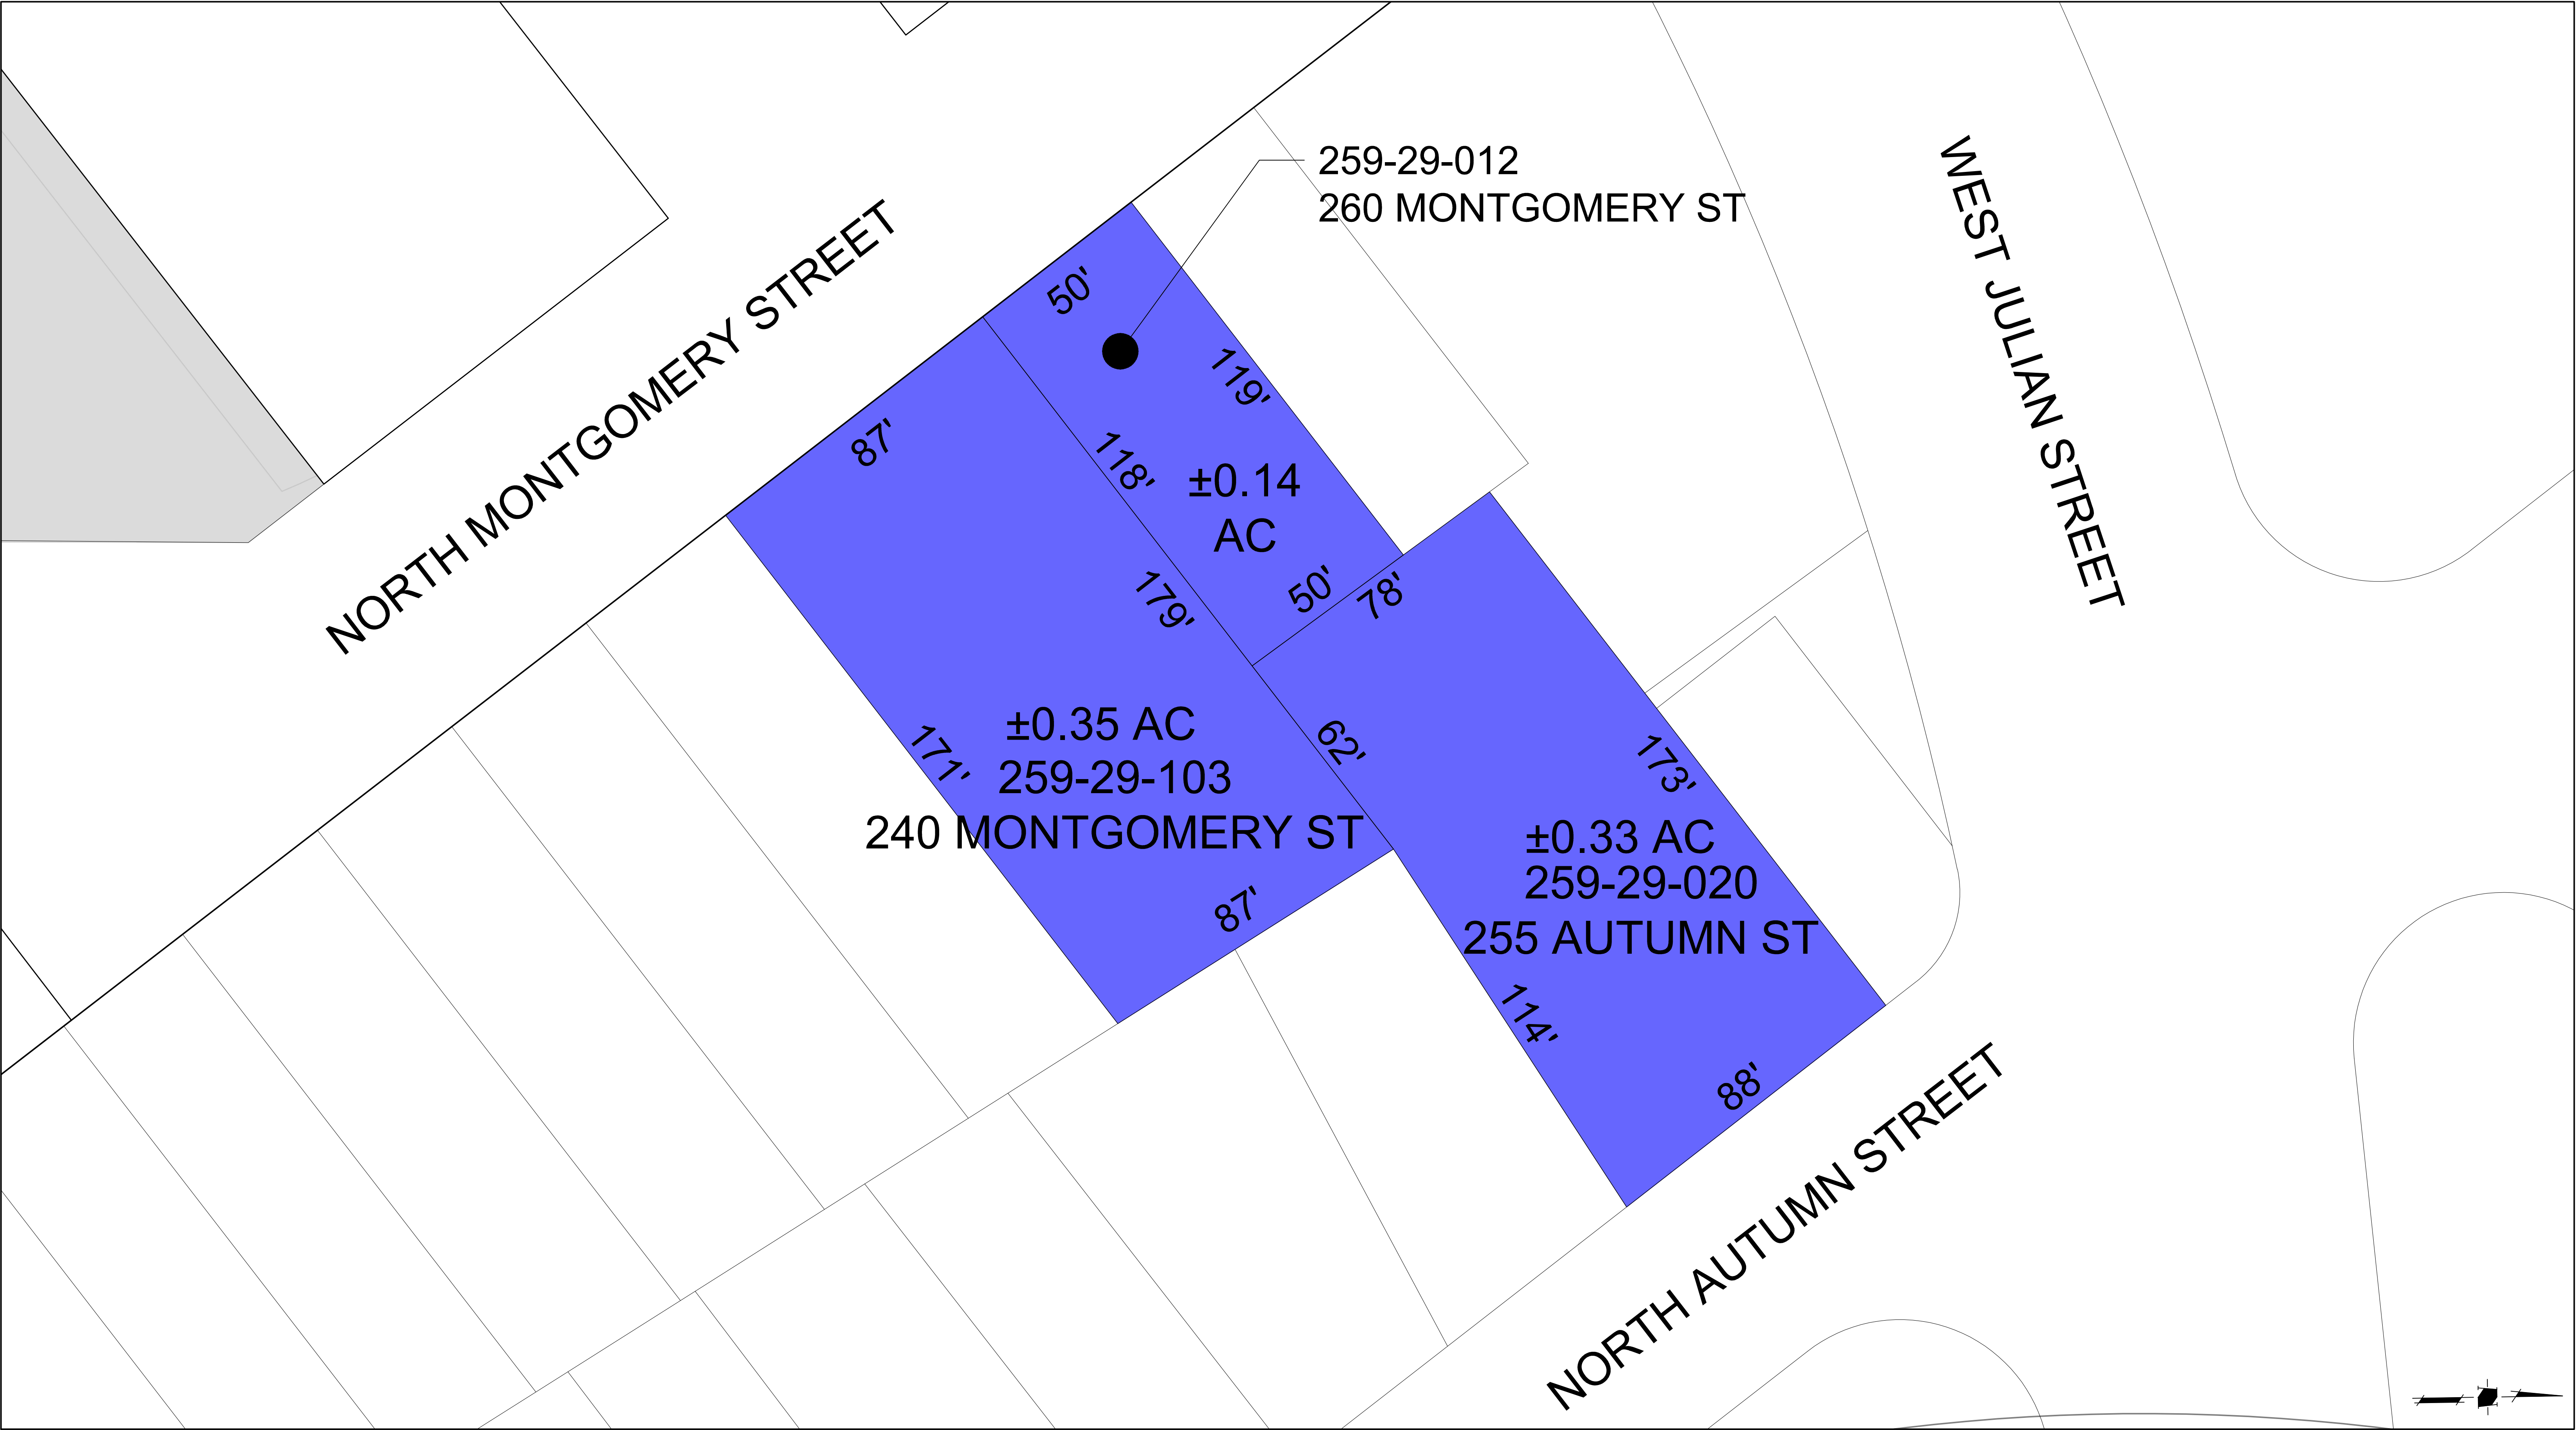 259-29-012
260 MONTGOMERY ST
WEST JULIAN STREET
NORTH MONTGOMERY STREET
50'
119'
87'
118'
±0.14
AC
179'
50'
78'
±0.35 AC
259-29-103
240 MONTGOMERY ST
171'
62'
173'
87'
±0.33 AC
259-29-020
255 AUTUMN ST
114'
88'
NORTH AUTUMN STREET